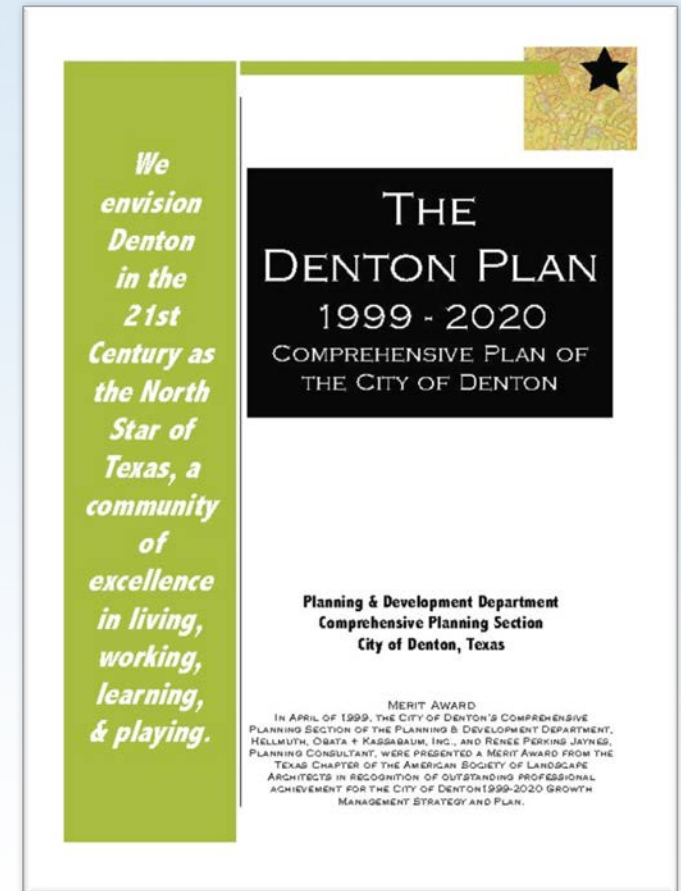 We
envision
Denton
in the
21st
Century as
the North
Star of
Texas, a
community
of
excellence
in living,
working,
learning,
& playing.
THE
DENTON PLAN
1999 - 2020
COMPREHENSIVE PLAN OF
THE CITY OF DENTON
Planning & Development Department
Comprehensive Planning Section
City of Denton, Texas
MERIT AWARD
IN APRIL OF 1999, THE CITY OF DENTON'S COMPREHENSIVE
PLANNING SECTION OF THE PLANNING & DEVELOPMENT DEPARTMENT,
HELLMUTH, OBATA + KASSABAUM, INC., AND RENEE PERKINS JAYNES,
PLANNING CONSULTANT, WERE PRESENTED A MERIT AWARD FROM THE
TEXAS CHAPTER OF THE AMERICAN SOCIETY OF LANDSCAPE
ARCHITECTS IN RECOGNITION OF OUTSTANDING PROFESSIONAL
ACHIEVEMENT FOR THE CITY OF DENTON1999-2020 GROWTH
MANAGEMENT STRATEGY AND PLAN.